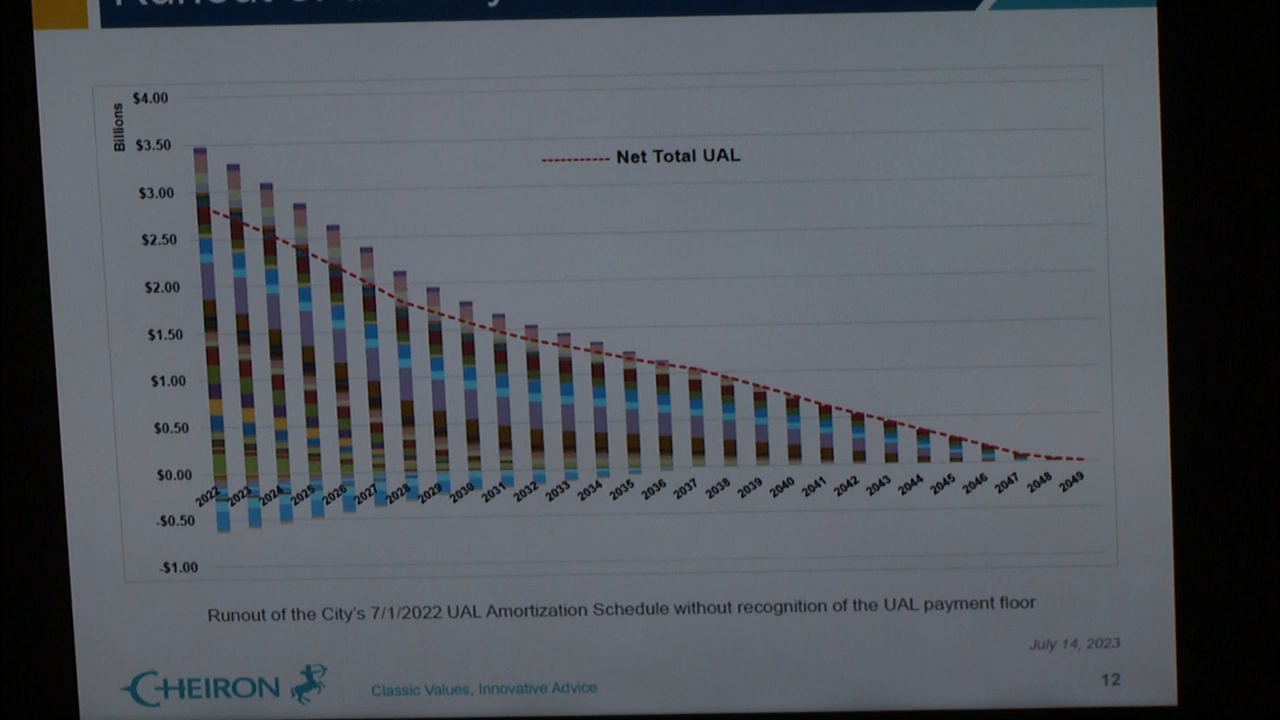 $4.00
Billions
$3.50
Net Total UAL
$3.00
$2.50
$2.00
$1.50
$1.00
$0.50
$0.00
2022 2023 2024 2025 2026 2027 2028 2029 2030 2031 2032 2033 2034 2035 2036 2037 2038 2039 2040 2041 2042 2043 2044 2045 2046 2047 2048 2049
-$0.50
-$1.00
Runout of the City's 7/1/2022 UAL Amortization Schedule without recognition of the UAL payment floor
July 14, 2023
CHEIRON
Classic Values, Innovative Advice
12